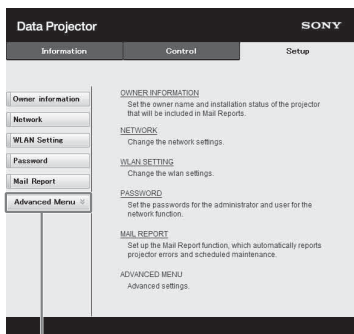 Data Projector
SONY
Information
Control
Setup
Owner information
Network
WLAN Setting
Password
Mail Report
Advanced Menu
OWNER INFORMATION
Set the owner name and installation status of the projector
that will be included in Mail Reports.
NETWORK
Change the network settings.
WLAN SETTING
Change the wlan settings.
PASSWORD
Set the passwords for the administrator and user for the
network function.
MAIL REPORT
Set up the Mail Report function, which automatically reports
projector errors and scheduled maintenance.
ADVANCED MENU
Advanced settings.